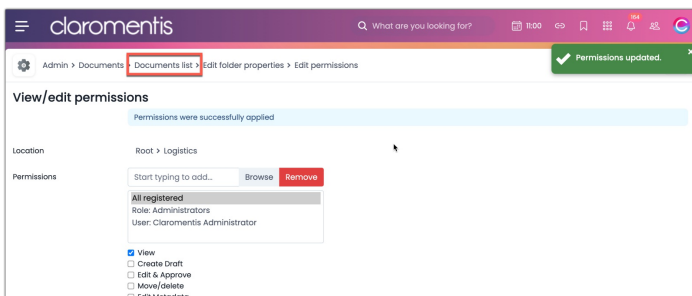 claromentis
What are you looking for?
11:00
164
Admin > Documents > Documents list > Edit folder properties > Edit permissions
Permissions updated.
View/edit permissions
Permissions were successfully applied
Location
Root > Logistics
Permissions
Start typing to add...
Browse
Remove
All registered
Role: Administrators
User: Claromentis Administrator
View
Create Draft
Edit & Approve
Move/delete
Edit Metadata